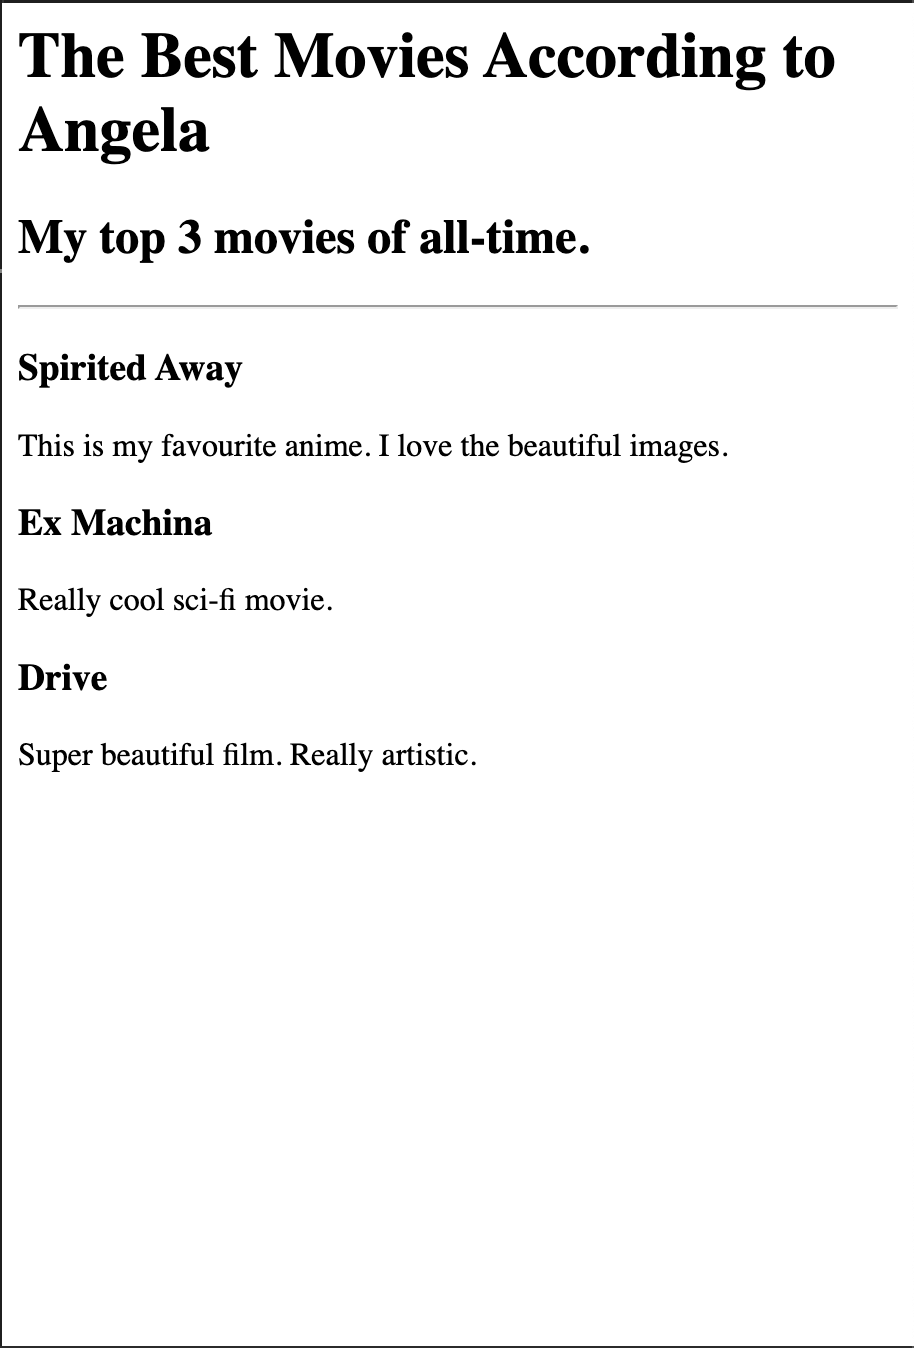 The Best Movies According to
Angela
My top 3 movies of all-time.
Spirited Away
This is my favourite anime. I love the beautiful images.
Ex Machina
Really cool sci-fi movie.
Drive
Super beautiful film. Really artistic.